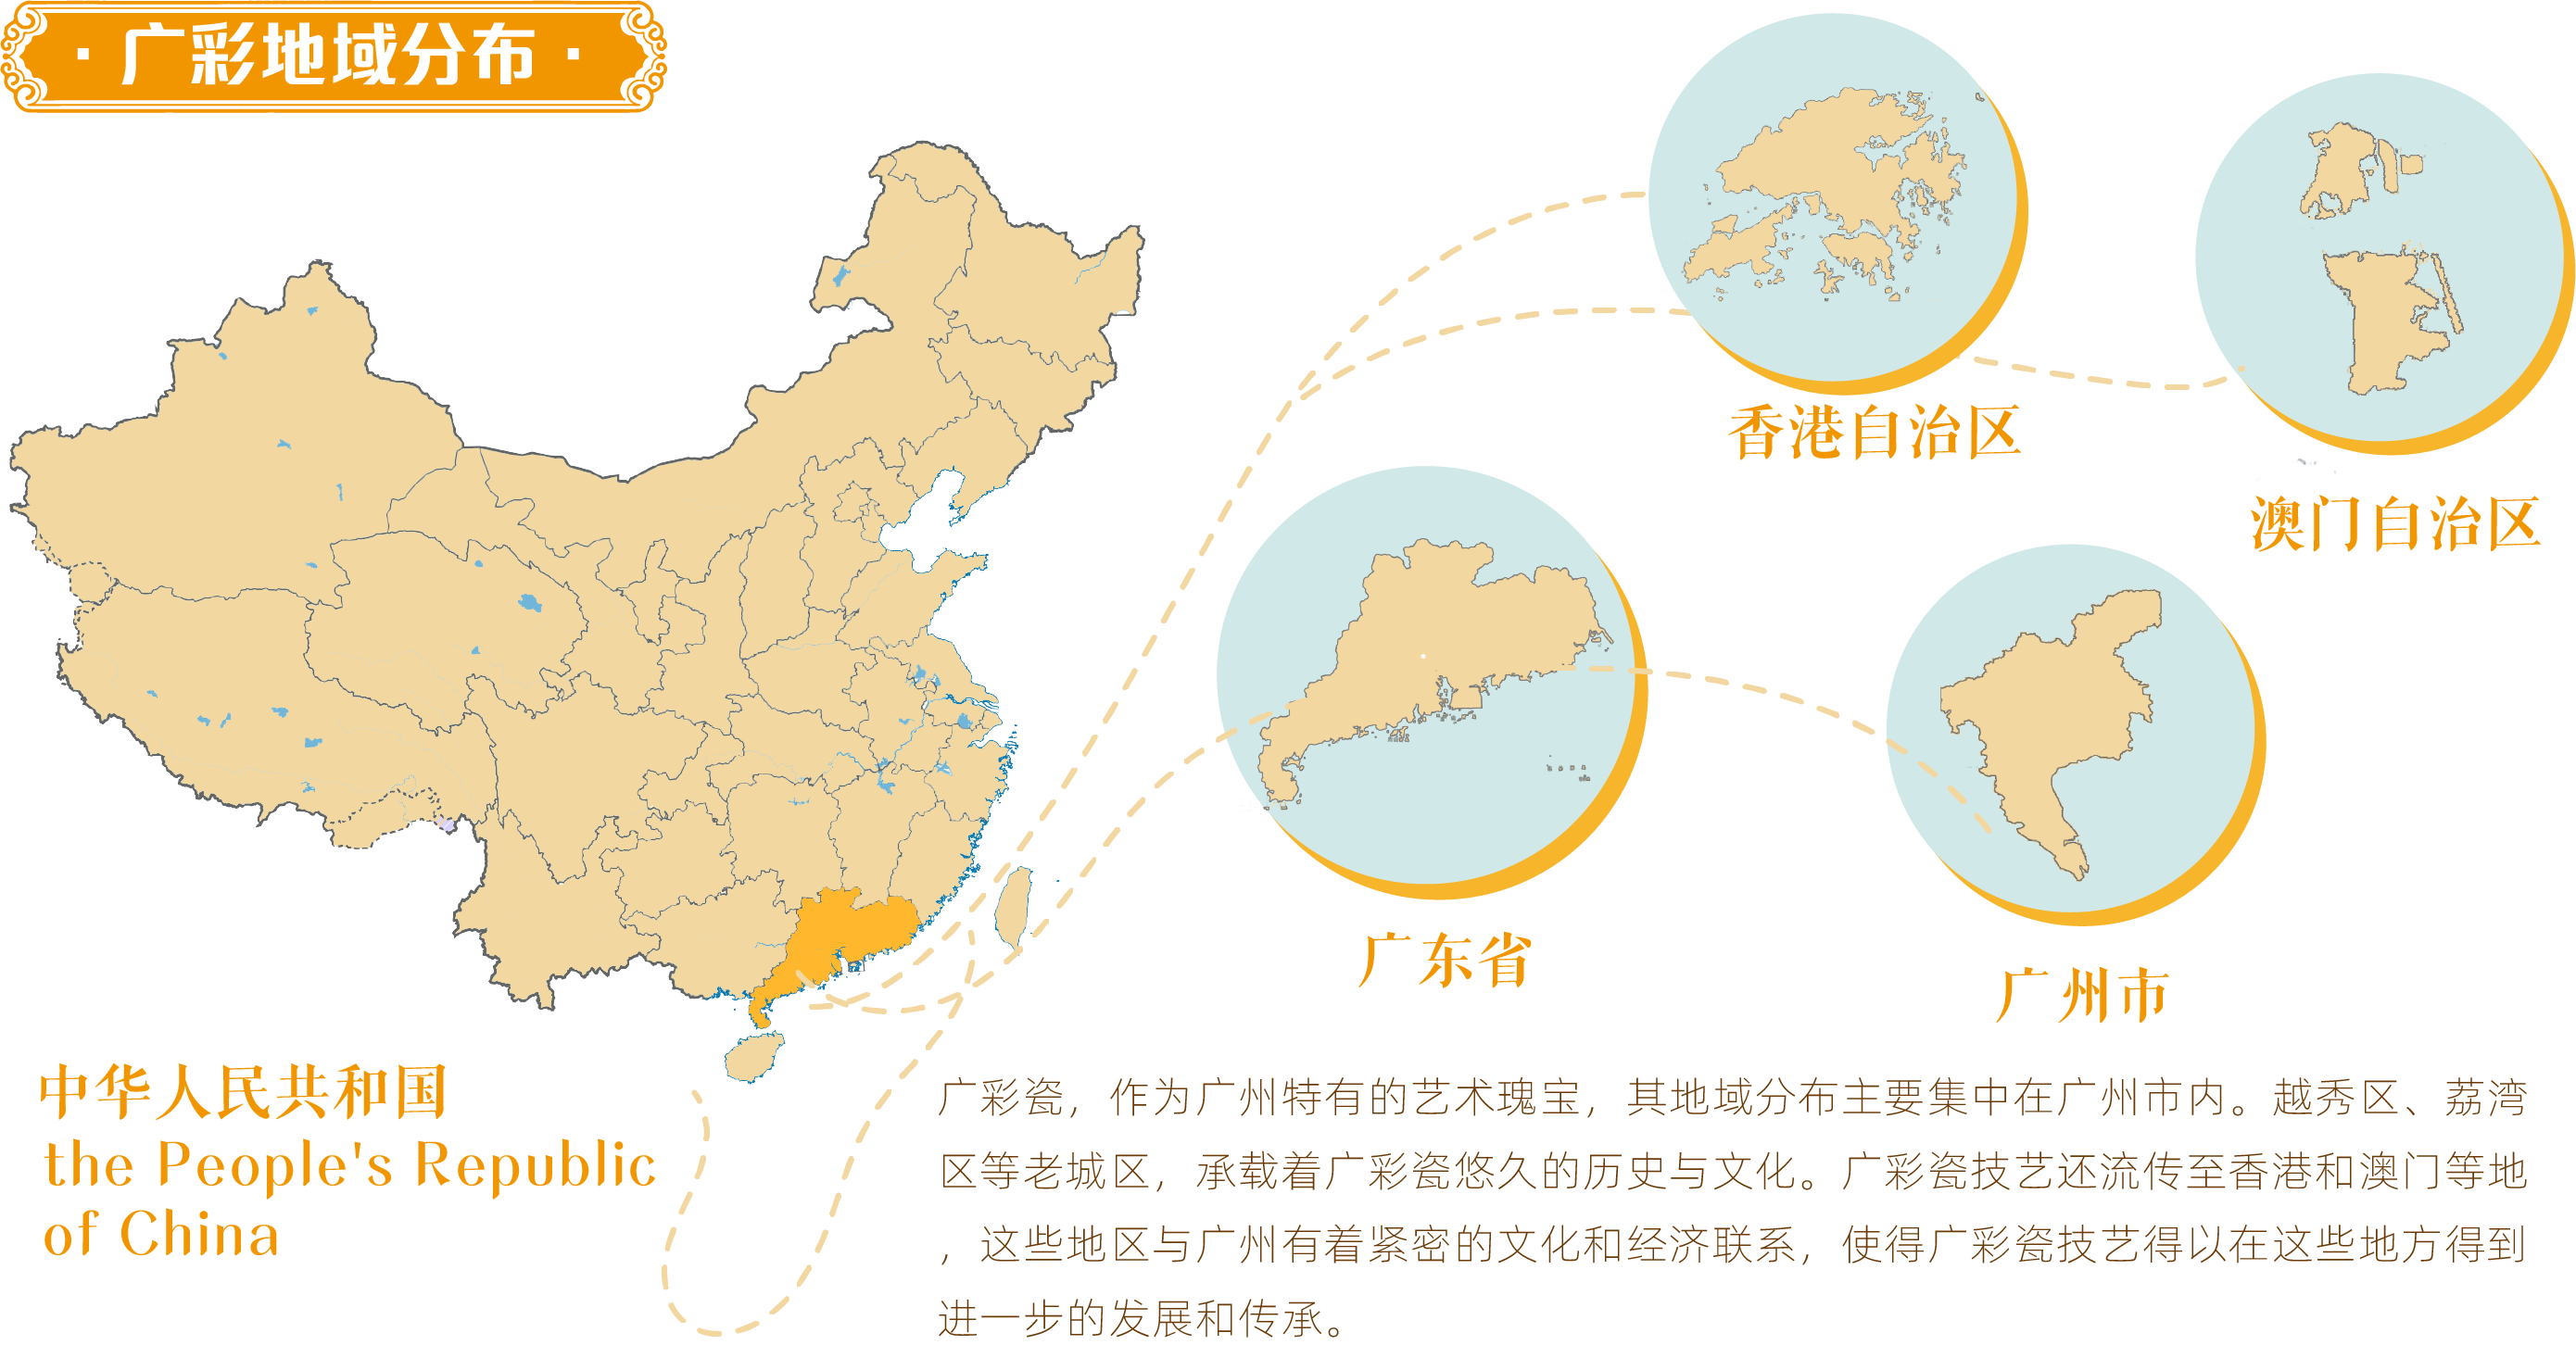 ·广彩地域分布·
香港自治区
澳门自治区
广东省
广州市
中华人民共和国
the People's Republic
of China
广彩瓷，作为广州特有的艺术瑰宝，其地域分布主要集中在广州市内。越秀区、荔湾
区等老城区，承载着广彩瓷悠久的历史与文化。广彩瓷技艺还流传至香港和澳门等地
，这些地区与广州有着紧密的文化和经济联系，使得广彩瓷技艺得以在这些地方得到
进一步的发展和传承。